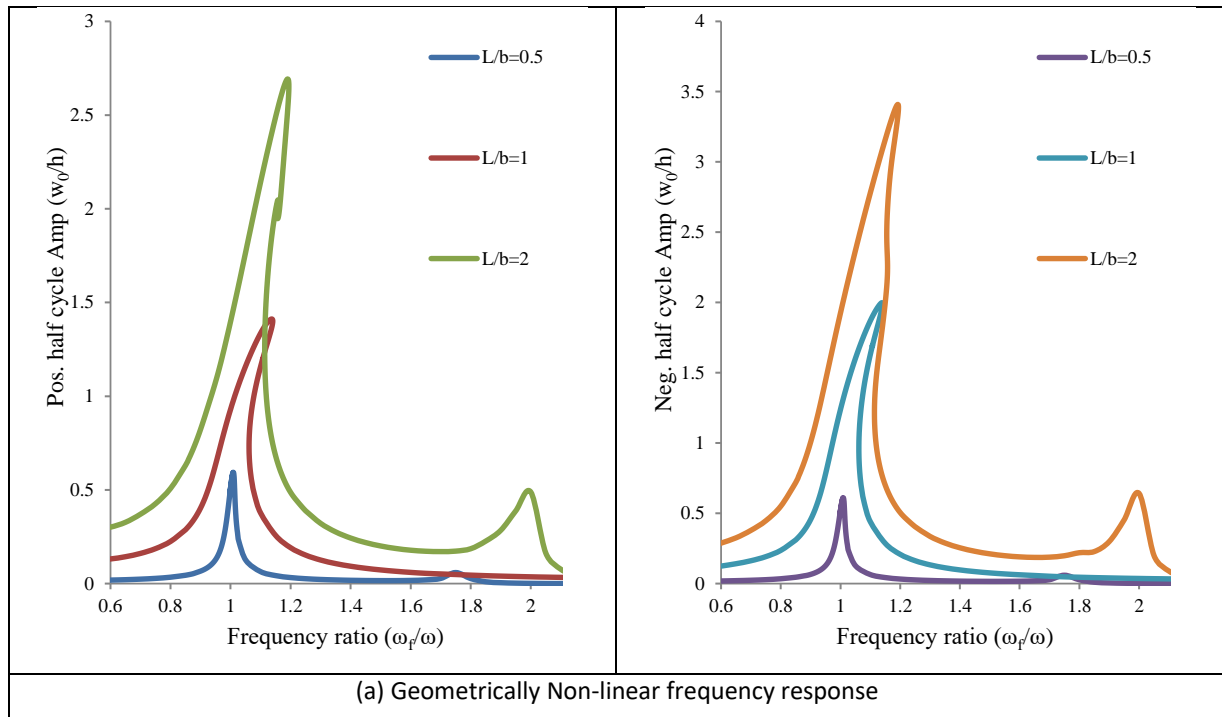 3
2.5
2
1.5
1
0.5
0
0.6 0.8 1 1.2 1.4 1.6 1.8 2
Pos. half cycle Amp (w₀/h)
Frequency ratio (ω_f/ω)
L/b=0.5
L/b=1
L/b=2
4
3.5
3
2.5
2
1.5
1
0.5
0
0.6 0.8 1 1.2 1.4 1.6 1.8 2
Neg. half cycle Amp (w₀/h)
Frequency ratio (ω_f/ω)
L/b=0.5
L/b=1
L/b=2
(a) Geometrically Non-linear frequency response